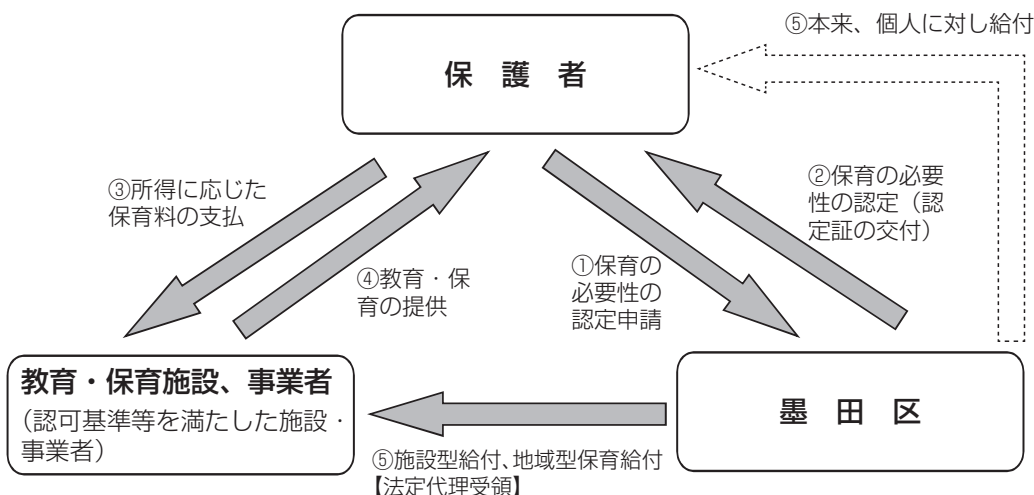 ⑤本来、個人に対し給付
保　護　者
③所得に応じた
保育料の支払
④教育・保
育の提供
①保育の
必要性の
認定申請
②保育の必要
性の認定（認
定証の交付）
教育・保育施設、事業者
（認可基準等を満たした施設・
事業者）
墨　田　区
⑤施設型給付、地域型保育給付
【法定代理受領】